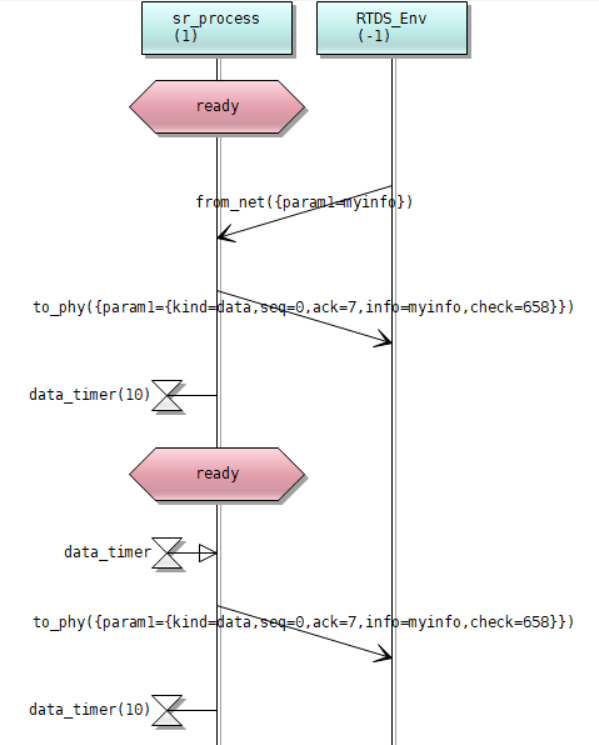 sr_process
(1)
RTDS_Env
(-1)
ready
from_net({param1=myinfo})
to_phy({param1={kind=data,seq=0,ack=7,info=myinfo,check=658}})
data_timer(10)
ready
data_timer
to_phy({param1={kind=data,seq=0,ack=7,info=myinfo,check=658}})
data_timer(10)